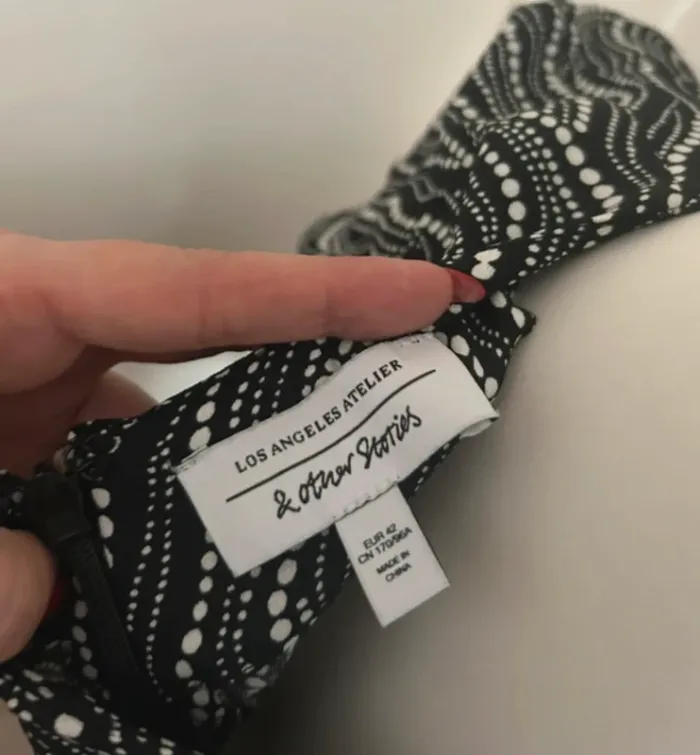 LOS ANGELES ATELIER
& other Stories
EUR 42
CN 170/96A
MADE IN
CHINA